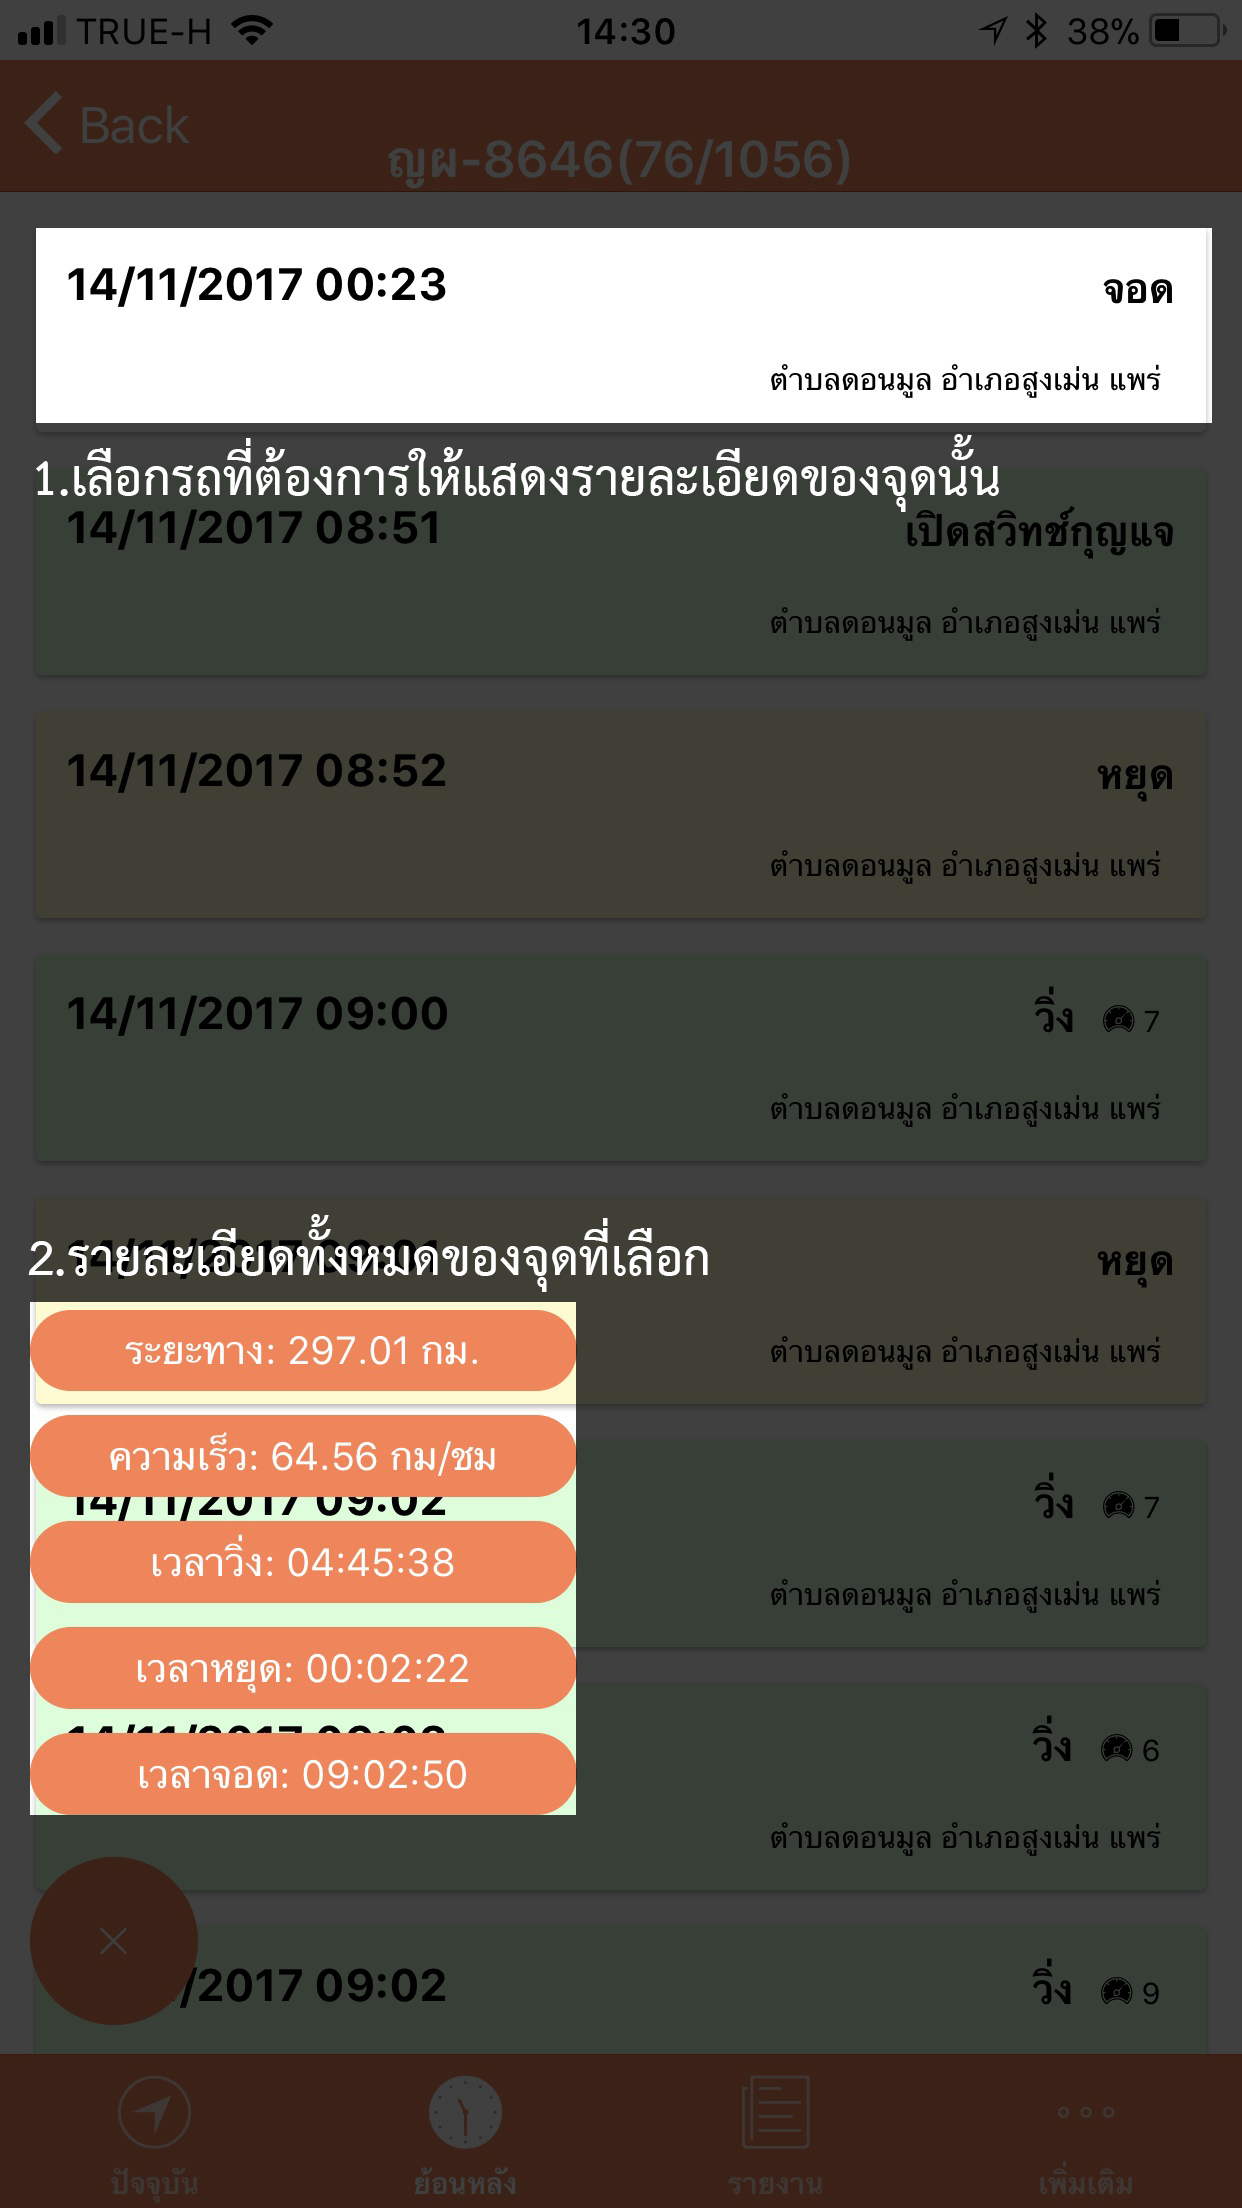 TRUE-H 14:30 38%
Back
ญผ-8646(76/1056)
14/11/2017 00:23 จอด
ตำบลดอนมูล อำเภอสูงเม่น แพร่
1.เลือกรถที่ต้องการให้แสดงรายละเอียดของจุดนั้น
14/11/2017 08:51 เปิดสวิทช์กุญแจ
ตำบลดอนมูล อำเภอสูงเม่น แพร่
14/11/2017 08:52 หยุด
ตำบลดอนมูล อำเภอสูงเม่น แพร่
14/11/2017 09:00 วิ่ง 7
ตำบลดอนมูล อำเภอสูงเม่น แพร่
2.รายละเอียดทั้งหมดของจุดที่เลือก
หยุด
ระยะทาง: 297.01 กม.
ตำบลดอนมูล อำเภอสูงเม่น แพร่
ความเร็ว: 64.56 กม/ชม
14/11/2017 09:02 วิ่ง 7
เวลาวิ่ง: 04:45:38
ตำบลดอนมูล อำเภอสูงเม่น แพร่
เวลาหยุด: 00:02:22
วิ่ง 6
เวลาจอด: 09:02:50
ตำบลดอนมูล อำเภอสูงเม่น แพร่
/2017 09:02 วิ่ง 9
ปัจจุบัน ย้อนหลัง รายงาน เพิ่มเติม